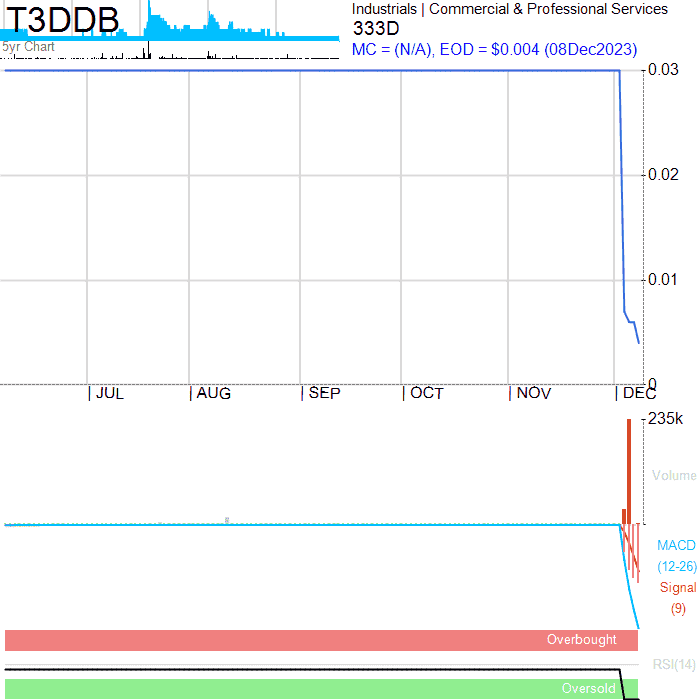 T3DDB
5yr Chart
Industrials | Commercial & Professional Services
333D
MC = (N/A), EOD = $0.004 (08Dec2023)
0.03
0.02
0.01
0
JUL
AUG
SEP
OCT
NOV
DEC
235k
Volume
MACD
(12-26)
Signal
(9)
Overbought
RSI(14)
Oversold